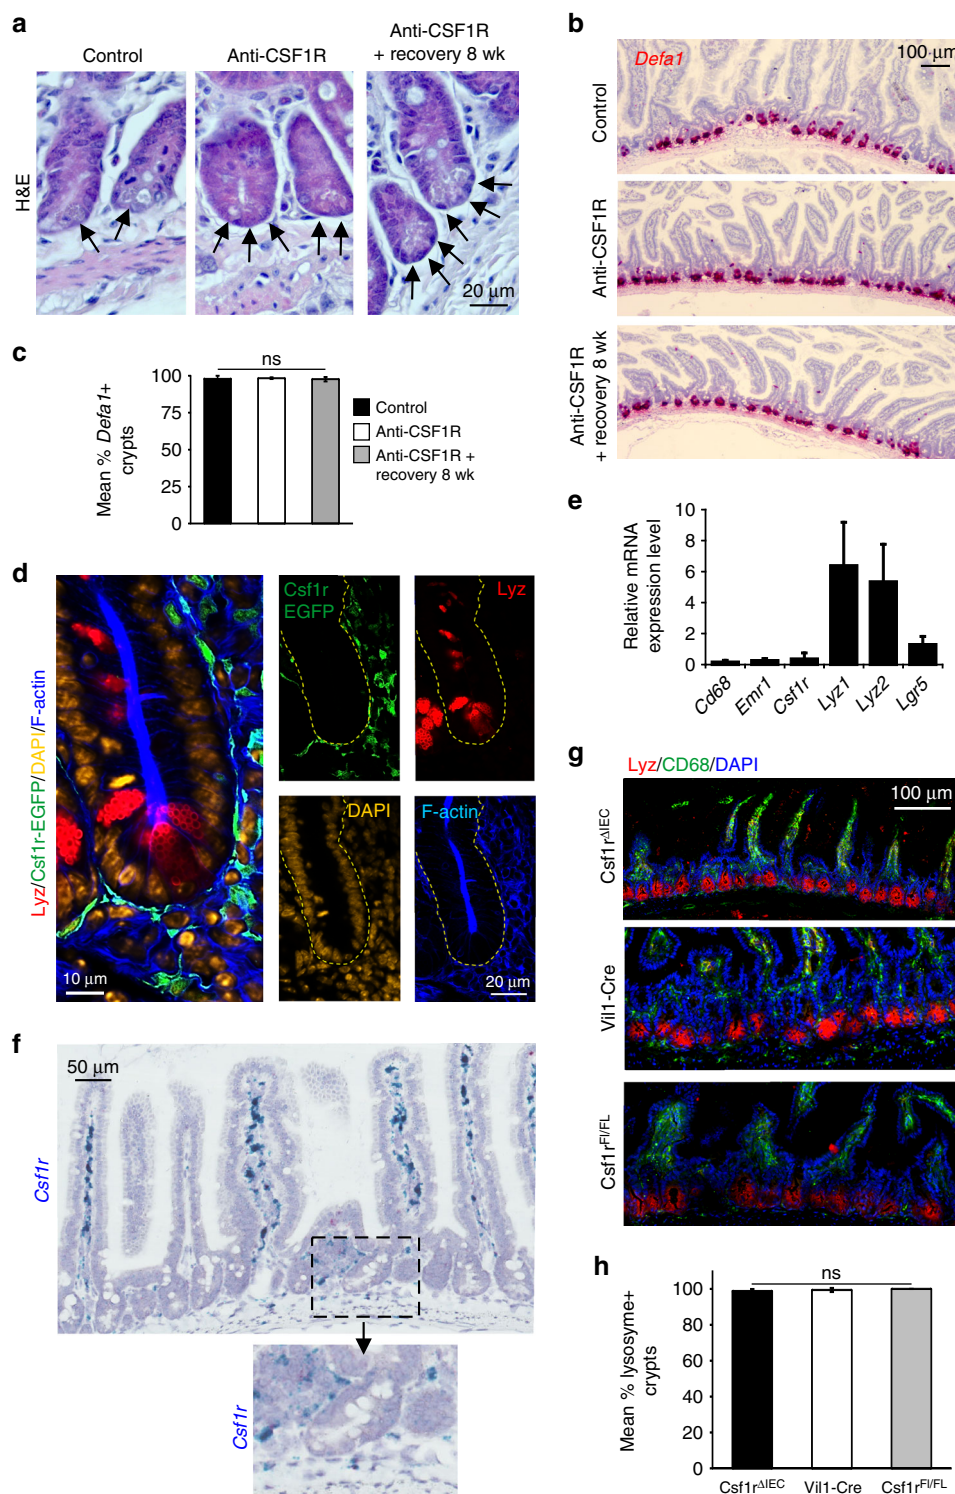 a
Control
Anti-CSF1R
Anti-CSF1R
+ recovery 8 wk
H&E
20 μm
b
Defa1
100 μm
Control
Anti-CSF1R
Anti-CSF1R
+ recovery 8 wk
c
ns
100
75
50
25
0
Mean % Defa1+
crypts
Control
Anti-CSF1R
Anti-CSF1R +
recovery 8 wk
d
Lyz/Csf1r-EGFP/DAPI/F-actin
10 μm
Csf1r
EGFP
Lyz
DAPI
F-actin
20 μm
e
Relative mRNA
expression level
10
8
6
4
2
0
Cd68
Emr1
Csf1r
Lyz1
Lyz2
Lgr5
f
50 μm
Csf1r
Csf1r
g
Lyz/CD68/DAPI
100 μm
Csf1rΔIEC
Vil1-Cre
Csf1rFl/FL
h
ns
100
80
60
40
20
0
Mean % lysosyme+
crypts
Csf1rΔIEC
Vil1-Cre
Csf1rFl/FL